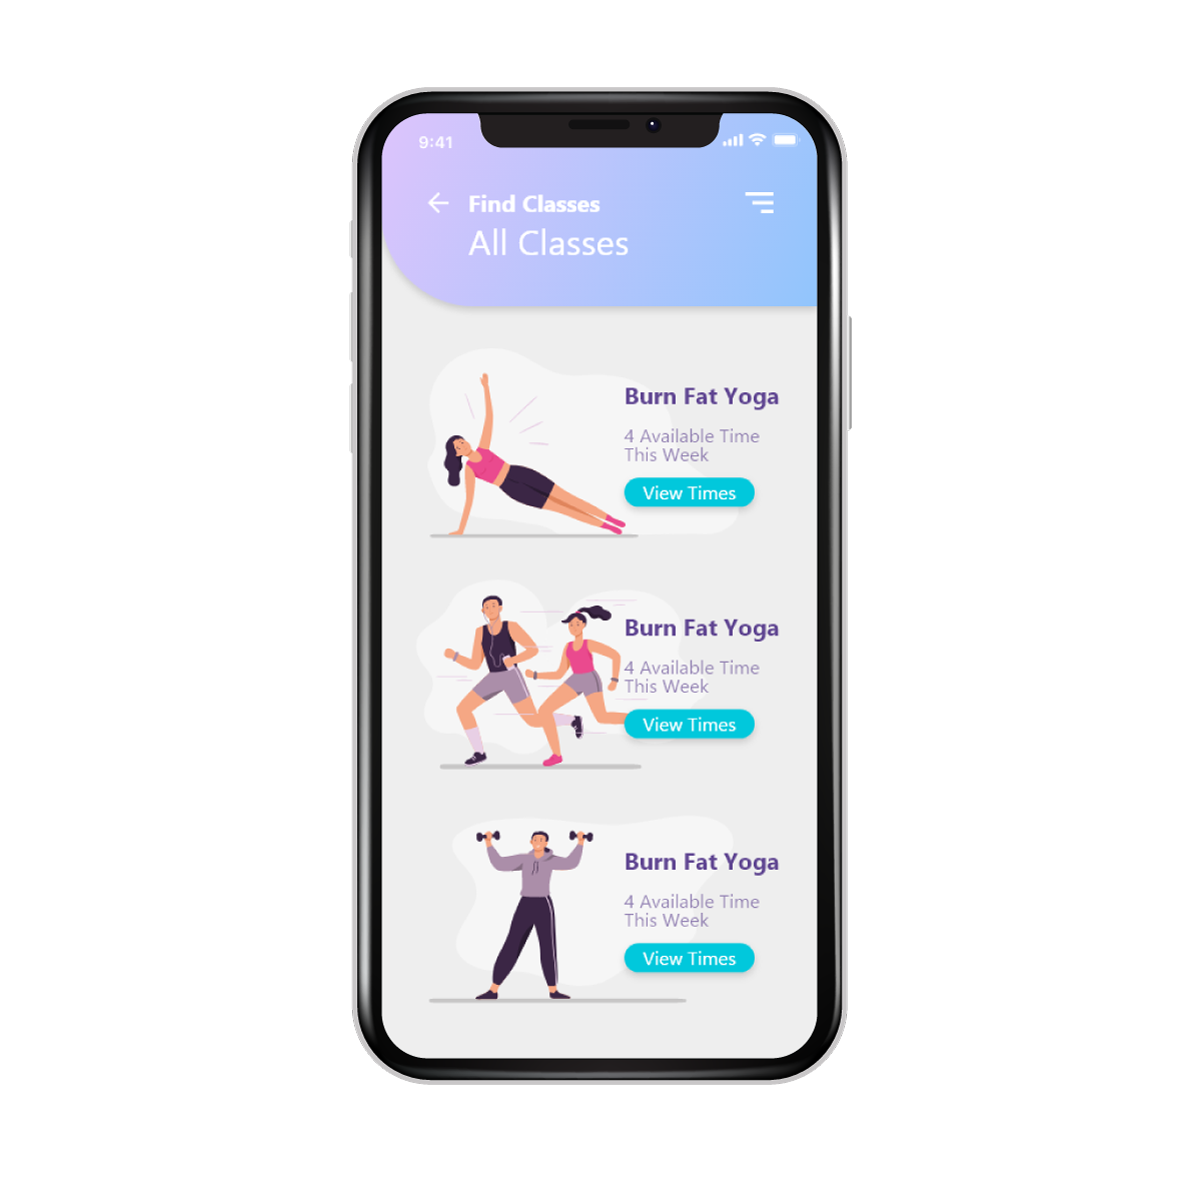 9:41
Find Classes
All Classes
Burn Fat Yoga
4 Available Time
This Week
View Times
Burn Fat Yoga
4 Available Time
This Week
View Times
Burn Fat Yoga
4 Available Time
This Week
View Times